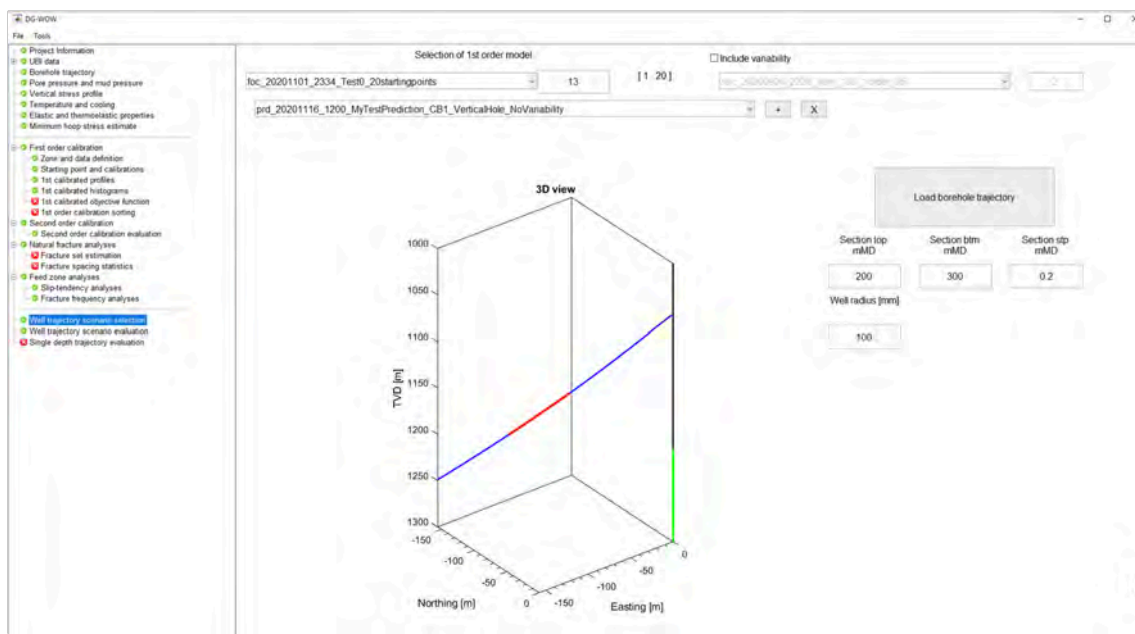 DG-WOW
File Tools
Project Information
UBI data
Borehole trajectory
Pore pressure and mud pressure
Vertical stress profile
Temperature and cooling
Elastic and thermoelastic properties
Minimum hoop stress estimate
First order calibration
Zone and data definition
Starting point and calibrations
1st calibrated profiles
1st calibrated histograms
1st calibrated objective function
1st order calibration sorting
Second order calibration
Second order calibration evaluation
Natural fracture analyses
Fracture set estimation
Fracture spacing statistics
Feed zone analyses
Slip-tendency analyses
Fracture frequency analyses
Well trajectory scenario selection
Well trajectory scenario evaluation
Single depth trajectory evaluation
Selection of 1st order model
Include variability
foc_20201101_2334_Test0_20startingpoints
13
[ 1 20 ]
prd_20201116_1200_MyTestPrediction_CB1_VerticalHole_NoVariability
+ X
3D view
Load borehole trajectory
Section top mMD
Section btm mMD
Section stp mMD
200
300
0.2
Well radius [mm]
100
TVD [m]
1000
1050
1100
1150
1200
1250
1300
-150
-100
-50
0
Northing [m]
-150
-100
-50
0
Easting [m]